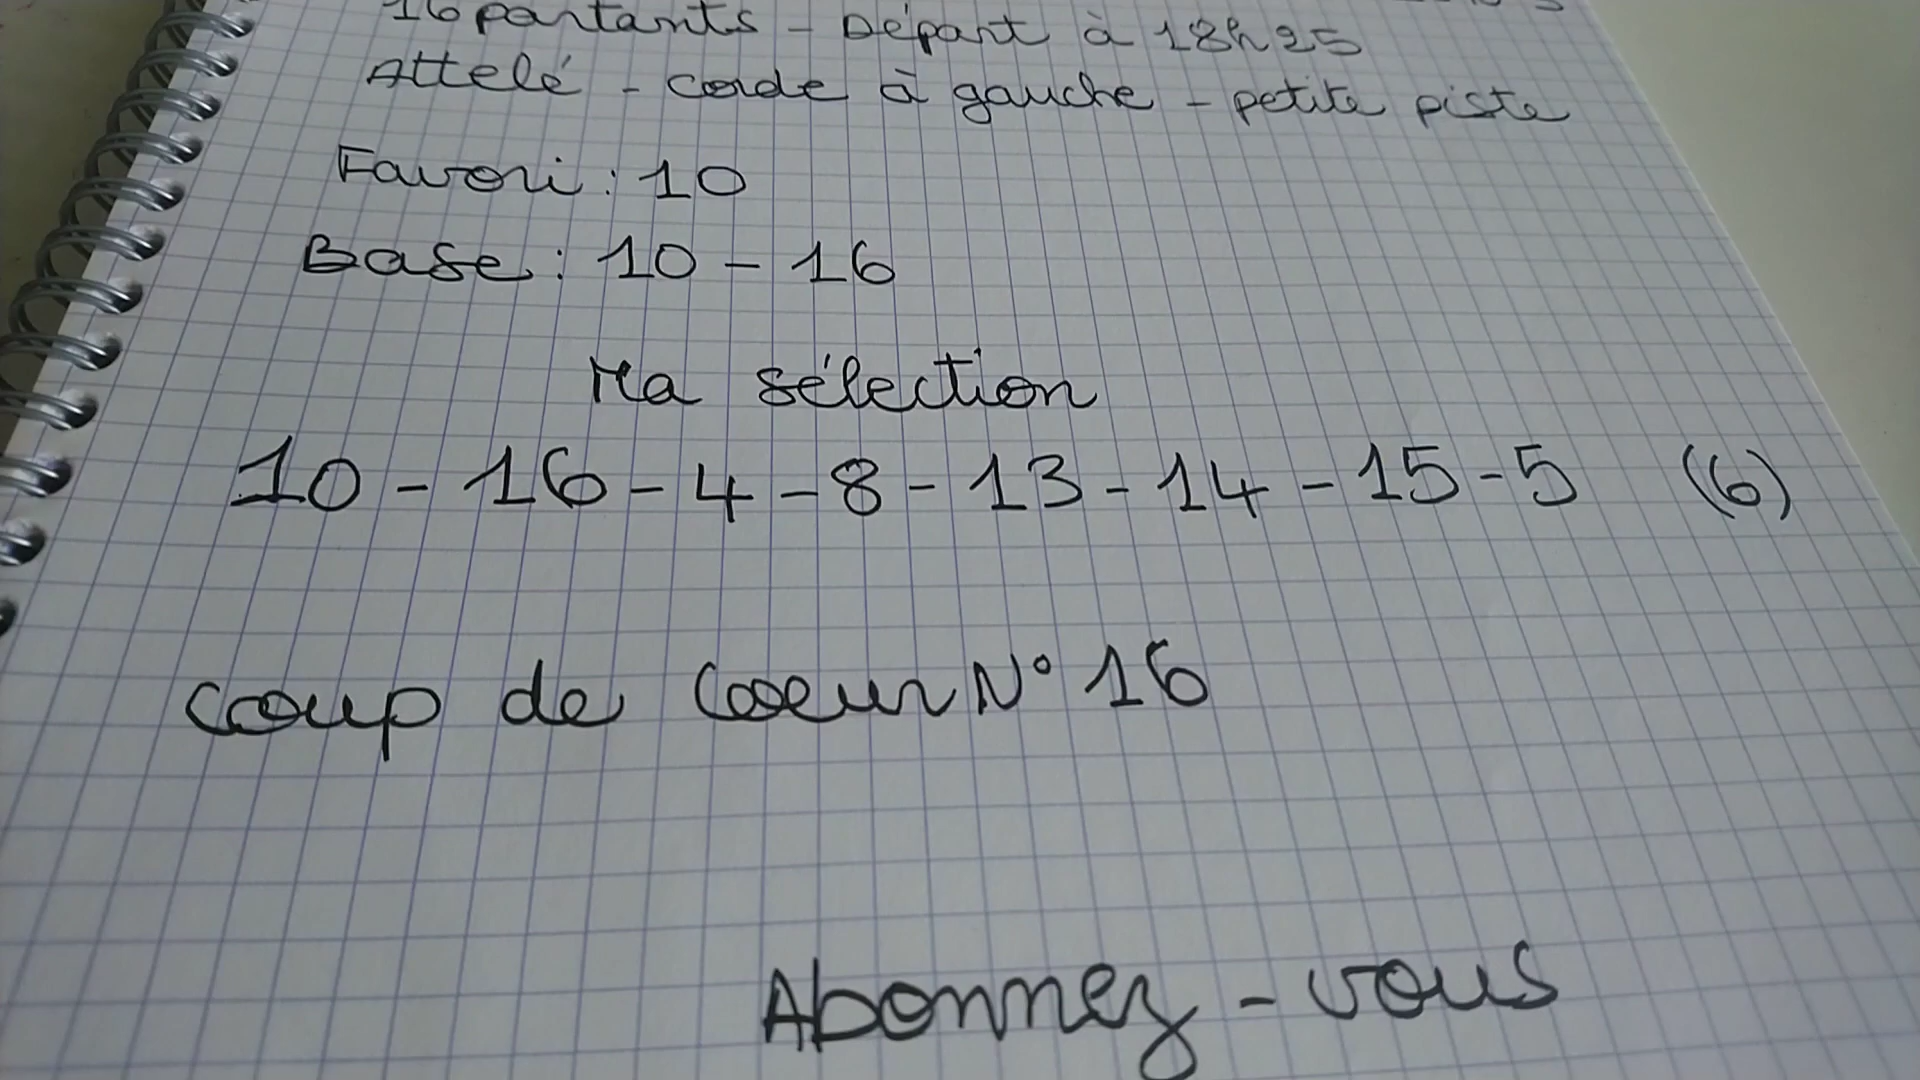 16 partants - Départ à 18h25
Attelé - corde à gauche - petite piste
Favori : 10
Base : 10 - 16
Ma sélection
10 - 16 - 4 - 8 - 13 - 14 - 15 - 5 (6)
coup de coeur N° 16
Abonnez - vous